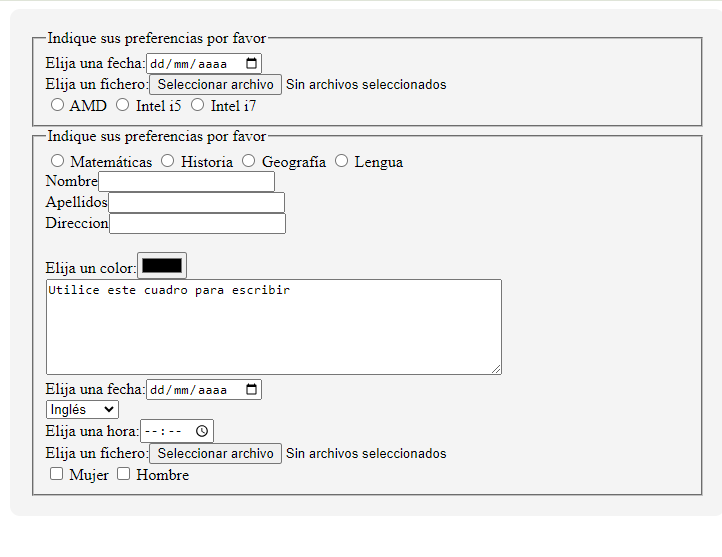 Indique sus preferencias por favor
Elija una fecha: dd/mm/aaaa
Elija un fichero: Seleccionar archivo Sin archivos seleccionados
AMD Intel i5 Intel i7
Indique sus preferencias por favor
Matemáticas Historia Geografía Lengua
Nombre
Apellidos
Direccion
Elija un color:
Utilice este cuadro para escribir
Elija una fecha: dd/mm/aaaa
Inglés
Elija una hora: --:--
Elija un fichero: Seleccionar archivo Sin archivos seleccionados
Mujer Hombre